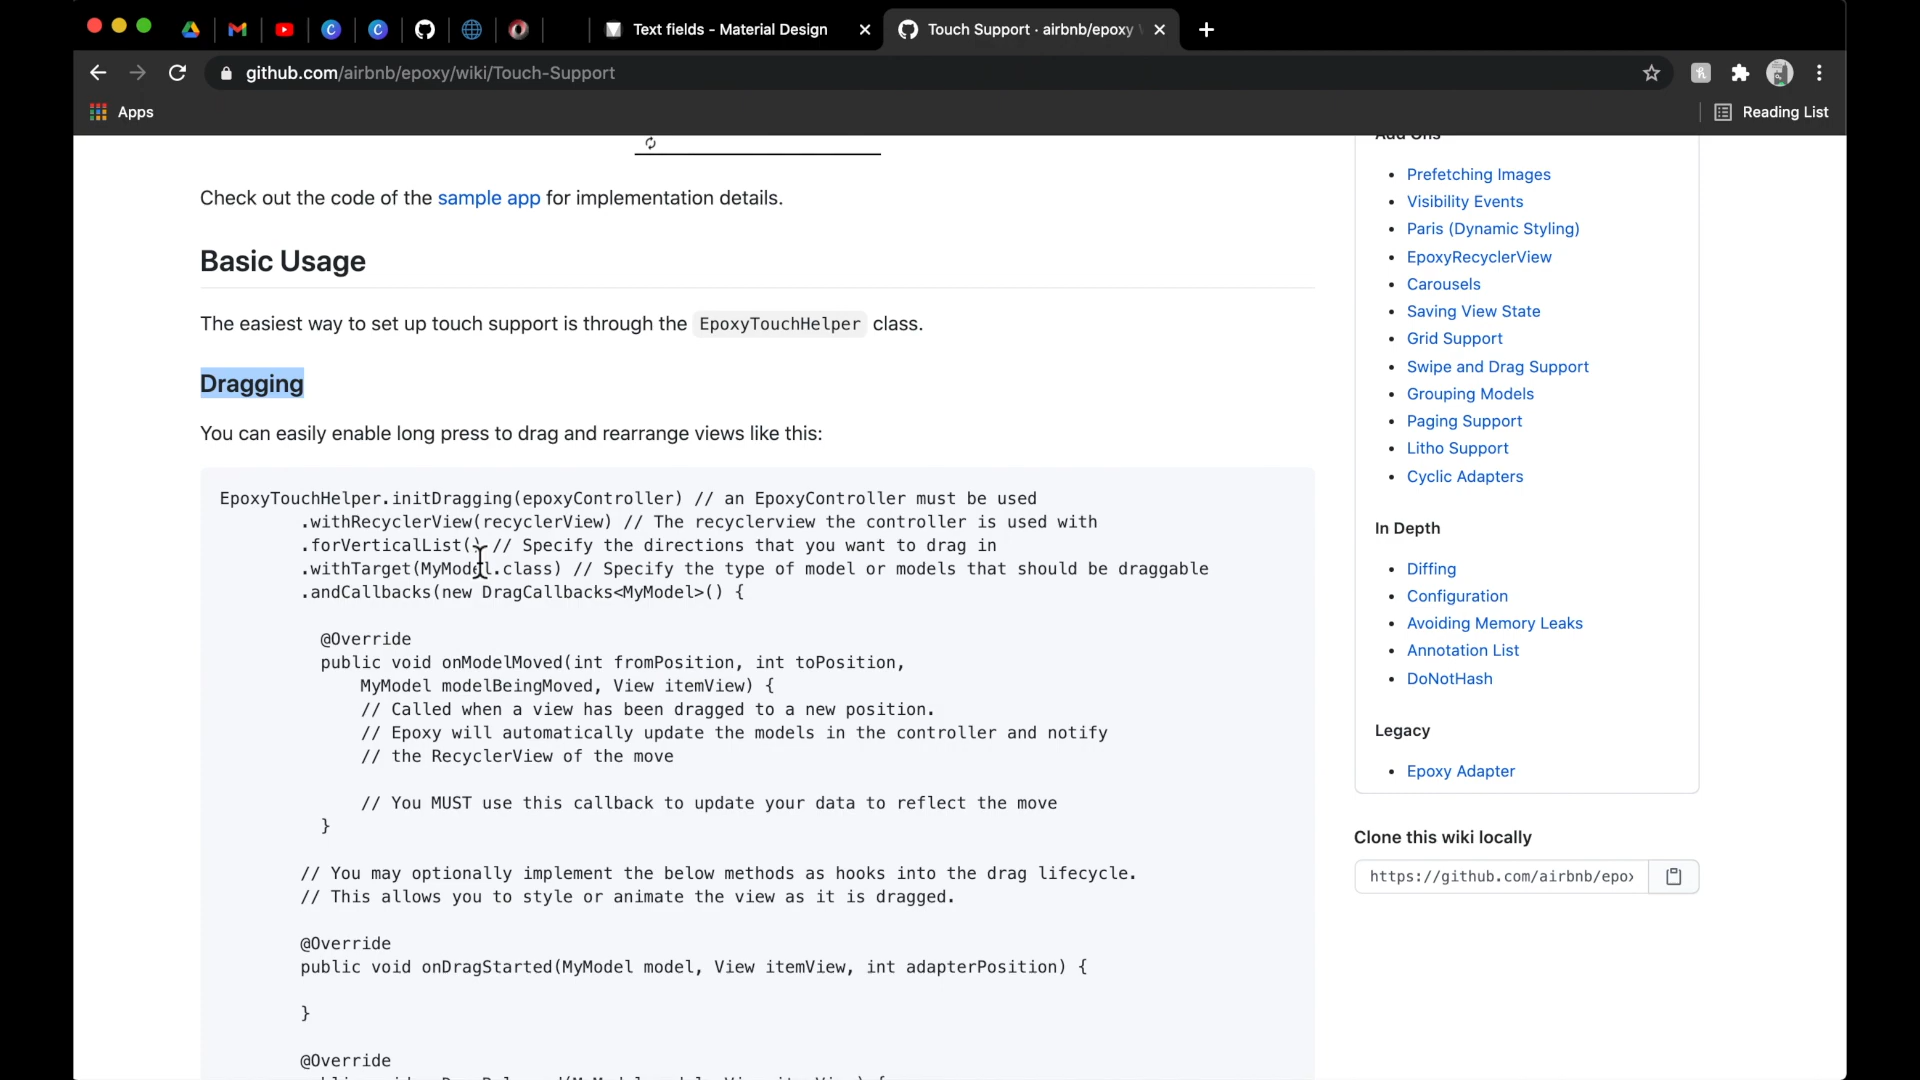 Text fields - Material Design
Touch Support · airbnb/epoxy
github.com/airbnb/epoxy/wiki/Touch-Support
Apps
Reading List
Check out the code of the sample app for implementation details.
Basic Usage
The easiest way to set up touch support is through the EpoxyTouchHelper class.
Dragging
You can easily enable long press to drag and rearrange views like this:
EpoxyTouchHelper.initDragging(epoxyController) // an EpoxyController must be used
.withRecyclerView(recyclerView) // The recyclerview the controller is used with
.forVerticalList() // Specify the directions that you want to drag in
.withTarget(MyModel.class) // Specify the type of model or models that should be draggable
.andCallbacks(new DragCallbacks<MyModel>() {
@Override
public void onModelMoved(int fromPosition, int toPosition,
MyModel modelBeingMoved, View itemView) {
// Called when a view has been dragged to a new position.
// Epoxy will automatically update the models in the controller and notify
// the RecyclerView of the move
// You MUST use this callback to update your data to reflect the move
}
// You may optionally implement the below methods as hooks into the drag lifecycle.
// This allows you to style or animate the view as it is dragged.
@Override
public void onDragStarted(MyModel model, View itemView, int adapterPosition) {
}
@Override
Add Ons
Prefetching Images
Visibility Events
Paris (Dynamic Styling)
EpoxyRecyclerView
Carousels
Saving View State
Grid Support
Swipe and Drag Support
Grouping Models
Paging Support
Litho Support
Cyclic Adapters
In Depth
Diffing
Configuration
Avoiding Memory Leaks
Annotation List
DoNotHash
Legacy
Epoxy Adapter
Clone this wiki locally
https://github.com/airbnb/epo